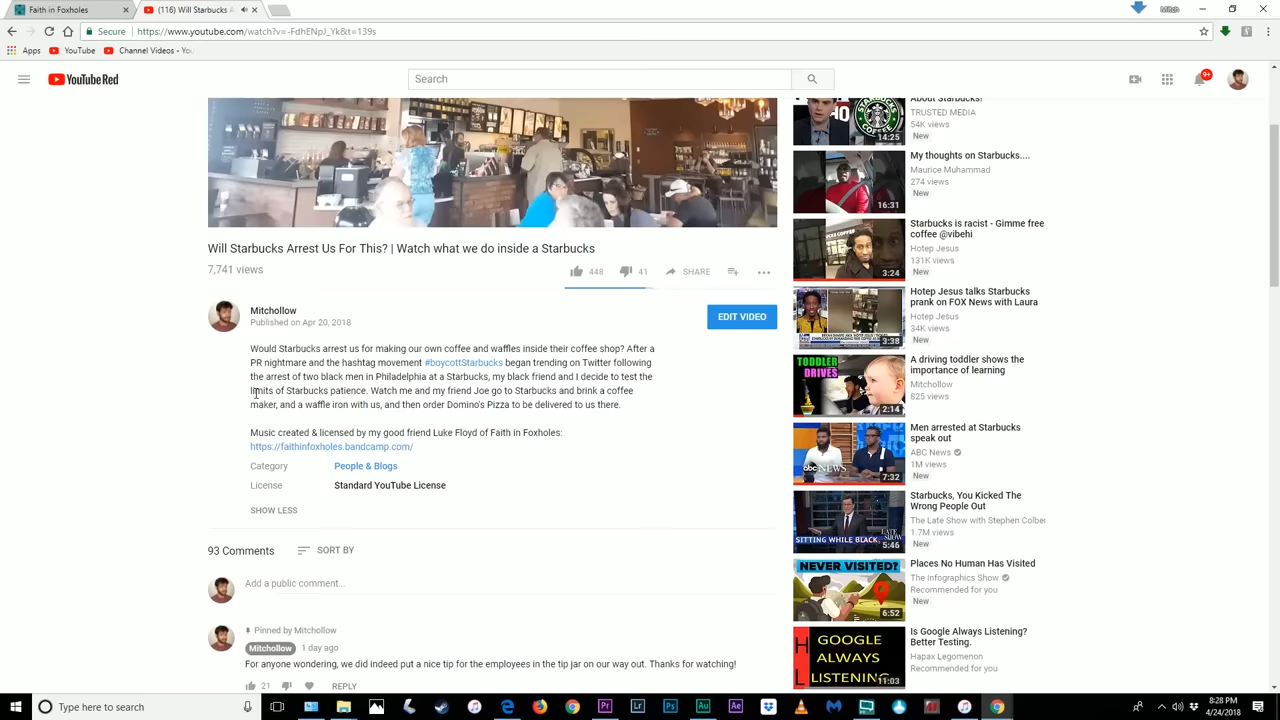 Faith in Foxholes
(116) Will Starbucks A
Mitch
Secure
https://www.youtube.com/watch?v=-FdhENpJ_Yk&t=139s
Apps
YouTube
Channel Videos - You
YouTube Red
Search
9+
Will Starbucks Arrest Us For This? | Watch what we do inside a Starbucks
7,741 views
448
41
SHARE
Mitchollow
Published on Apr 20, 2018
EDIT VIDEO
Would Starbucks arrest us for making our own coffee and waffles inside their coffee shop? After a
PR nightmare and the hashtag movement #boycottStarbucks began trending on Twitter following
the arrest of two black men in Philadelphia at a Starbucks, my black friend and I decide to test the
limits of Starbucks patience. Watch me and my friend Joe go to Starbucks and brink a coffee
maker, and a waffle iron with us, and then order Domino's Pizza to be delivered to us there.
Music created & licensed by my good friend Luke Floyd of Faith in Foxholes:
https://faithinfoxholes.bandcamp.com/
Category
People & Blogs
License
Standard YouTube License
SHOW LESS
93 Comments
SORT BY
Add a public comment...
Pinned by Mitchollow
Mitchollow
1 day ago
For anyone wondering, we did indeed put a nice tip for the employees in the tip jar on our way out. Thanks for watching!
21
REPLY
HO
14:25
About Starbucks!
TRUSTED MEDIA
54K views
New
16:31
My thoughts on Starbucks....
Maurice Muhammad
274 views
New
3:24
Starbucks is racist - Gimme free
coffee @vibehi
Hotep Jesus
131K views
New
3:38
Hotep Jesus talks Starbucks
prank on FOX News with Laura
Hotep Jesus
34K views
New
TODDLER
DRIVES
2:14
A driving toddler shows the
importance of learning
Mitchollow
825 views
abc NEWS
7:32
Men arrested at Starbucks
speak out
ABC News
1M views
New
SITTING WHILE BLACK
LATE SHOW
5:46
Starbucks, You Kicked The
Wrong People Out
The Late Show with Stephen Colber
1.7M views
New
NEVER VISITED?
6:52
Places No Human Has Visited
The Infographics Show
Recommended for you
New
GOOGLE
ALWAYS
LISTENING
11:03
Is Google Always Listening?
Better Testing.
Hapax Legomenon
Recommended for you
Type here to search
Pr
Lr
Ps
Au
Ae
8:28 PM
4/24/2018